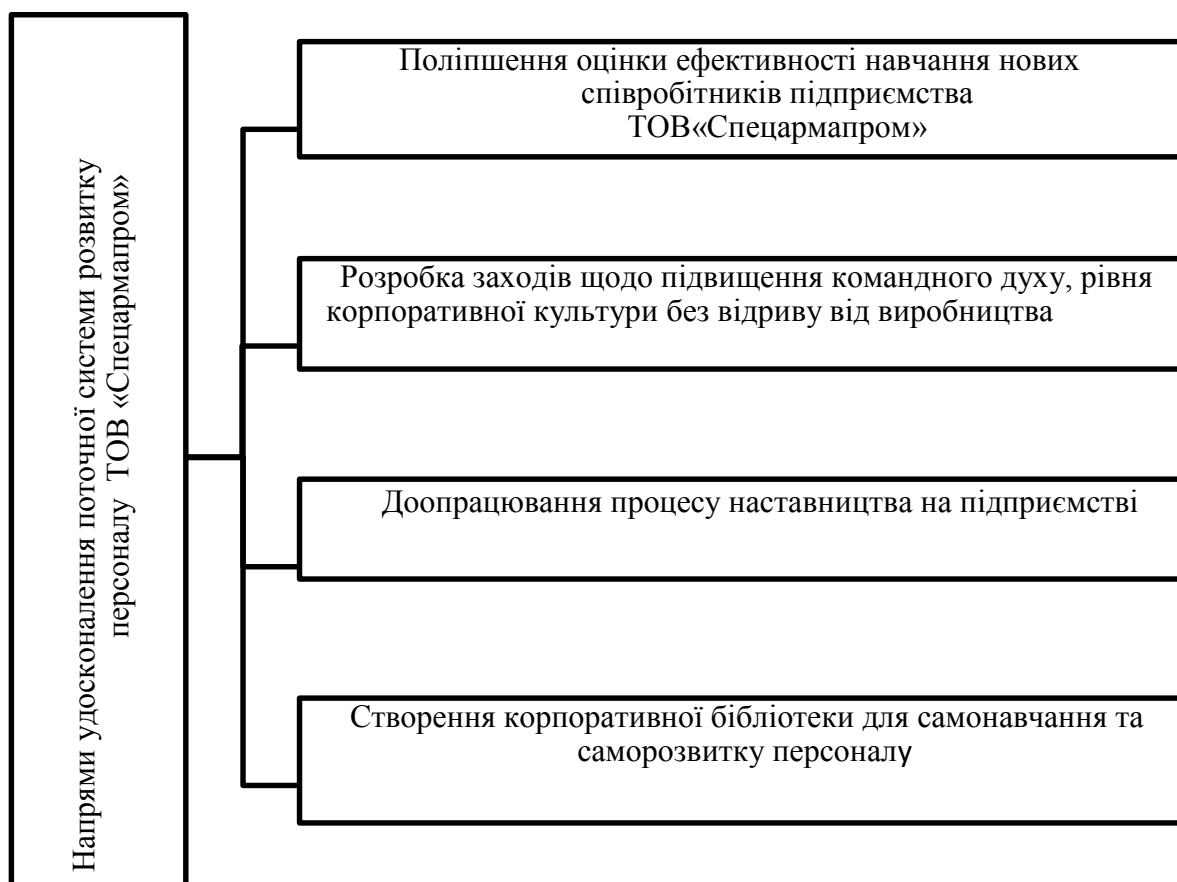 Напрями удосконалення поточної системи розвитку
персоналу ТОВ «Спецармапром»
Поліпшення оцінки ефективності навчання нових
співробітників підприємства
ТОВ«Спецармапром»
Розробка заходів щодо підвищення командного духу, рівня
корпоративної культури без відриву від виробництва
Доопрацювання процесу наставництва на підприємстві
Створення корпоративної бібліотеки для самонавчання та
саморозвитку персоналу